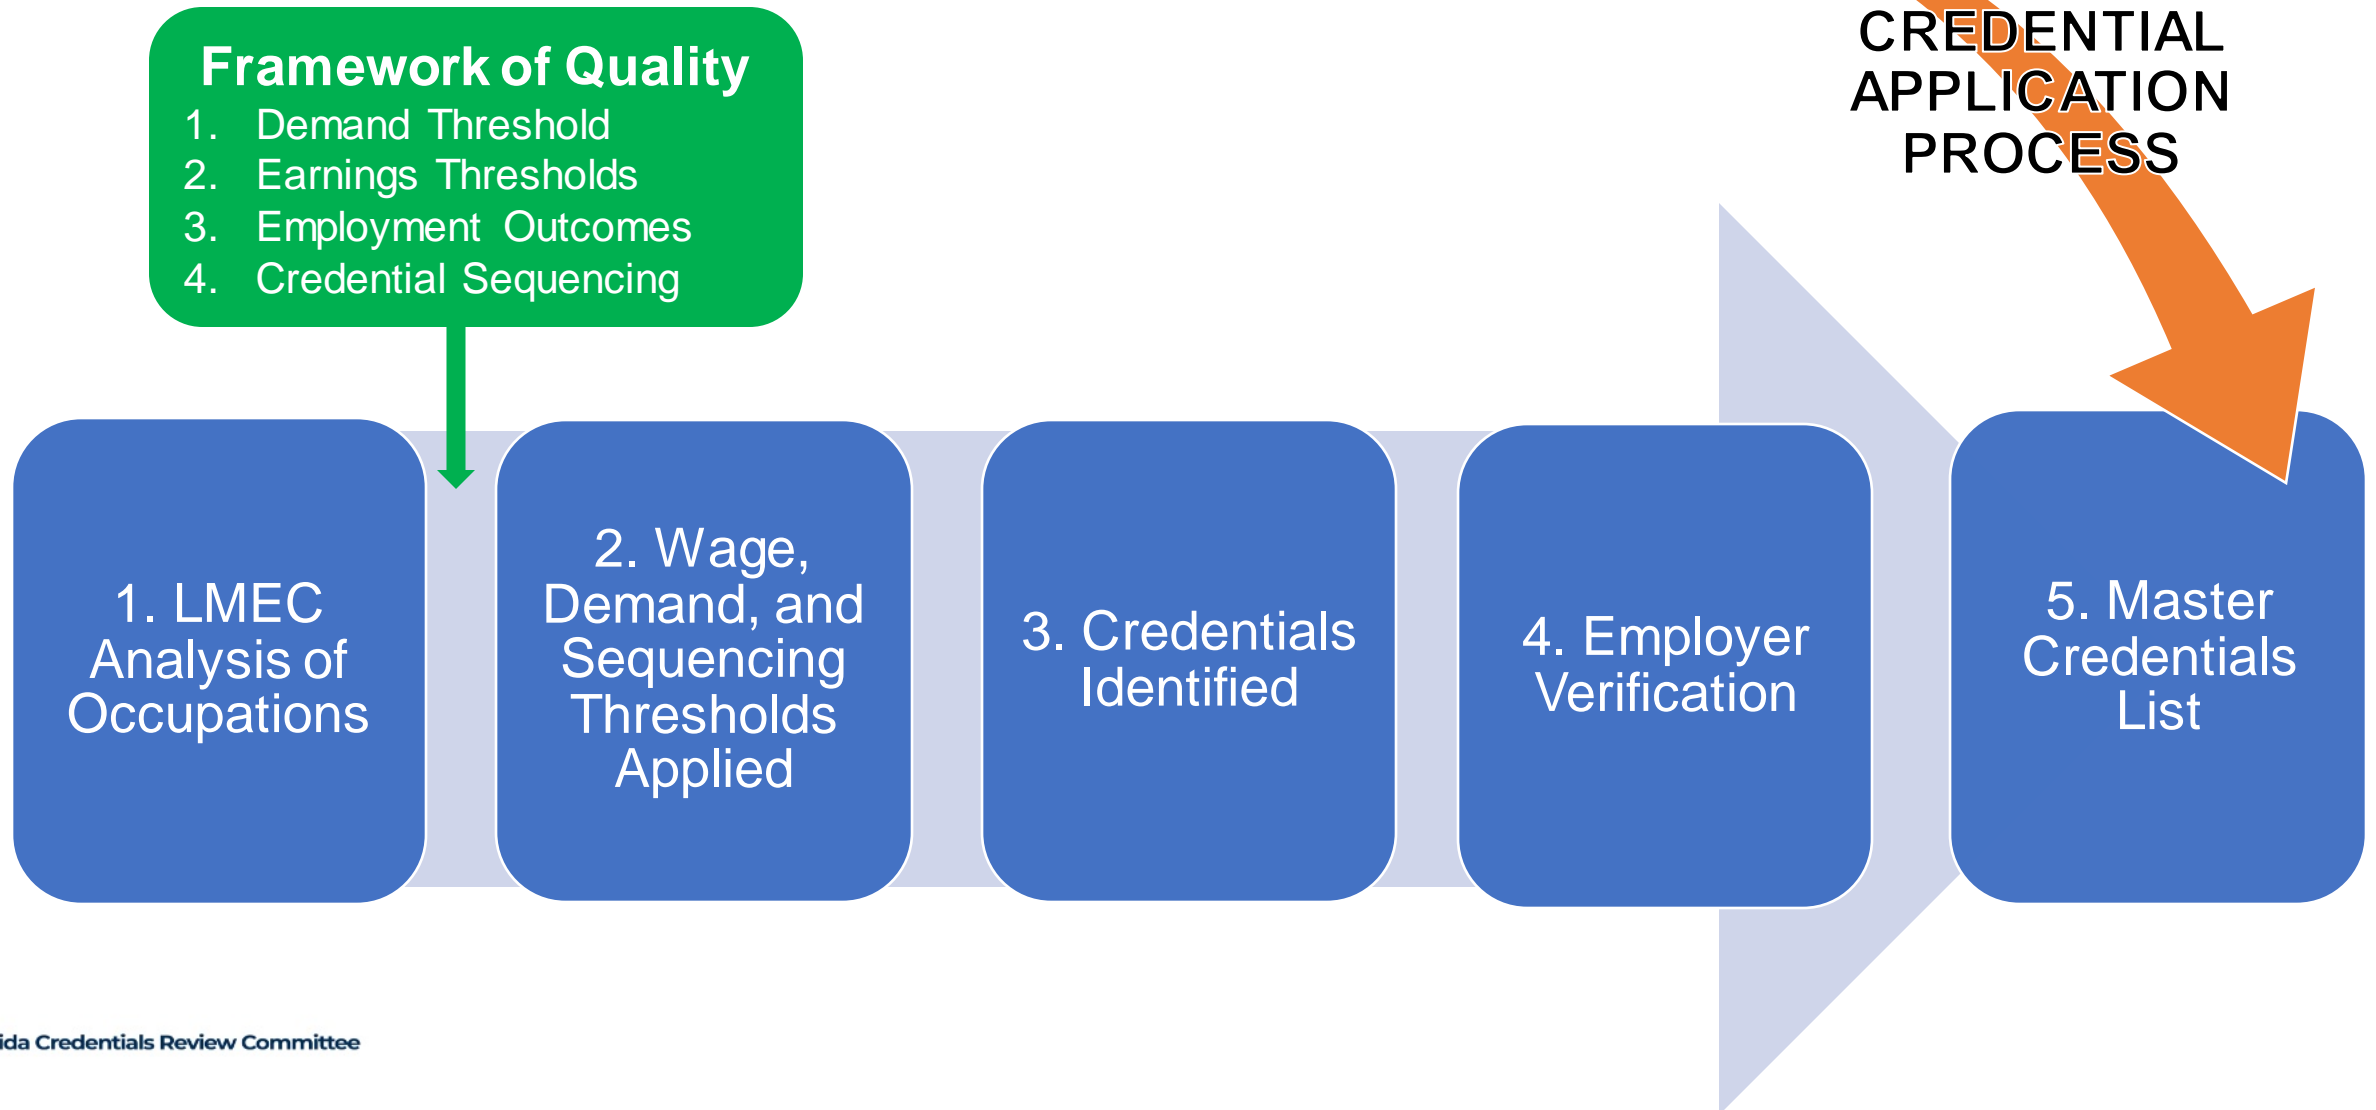 Framework of Quality
1. Demand Threshold
2. Earnings Thresholds
3. Employment Outcomes
4. Credential Sequencing
CREDENTIAL
APPLICATION
PROCESS
1. LMEC
Analysis of
Occupations
2. Wage,
Demand, and
Sequencing
Thresholds
Applied
3. Credentials
Identified
4. Employer
Verification
5. Master
Credentials
List
ida Credentials Review Committee